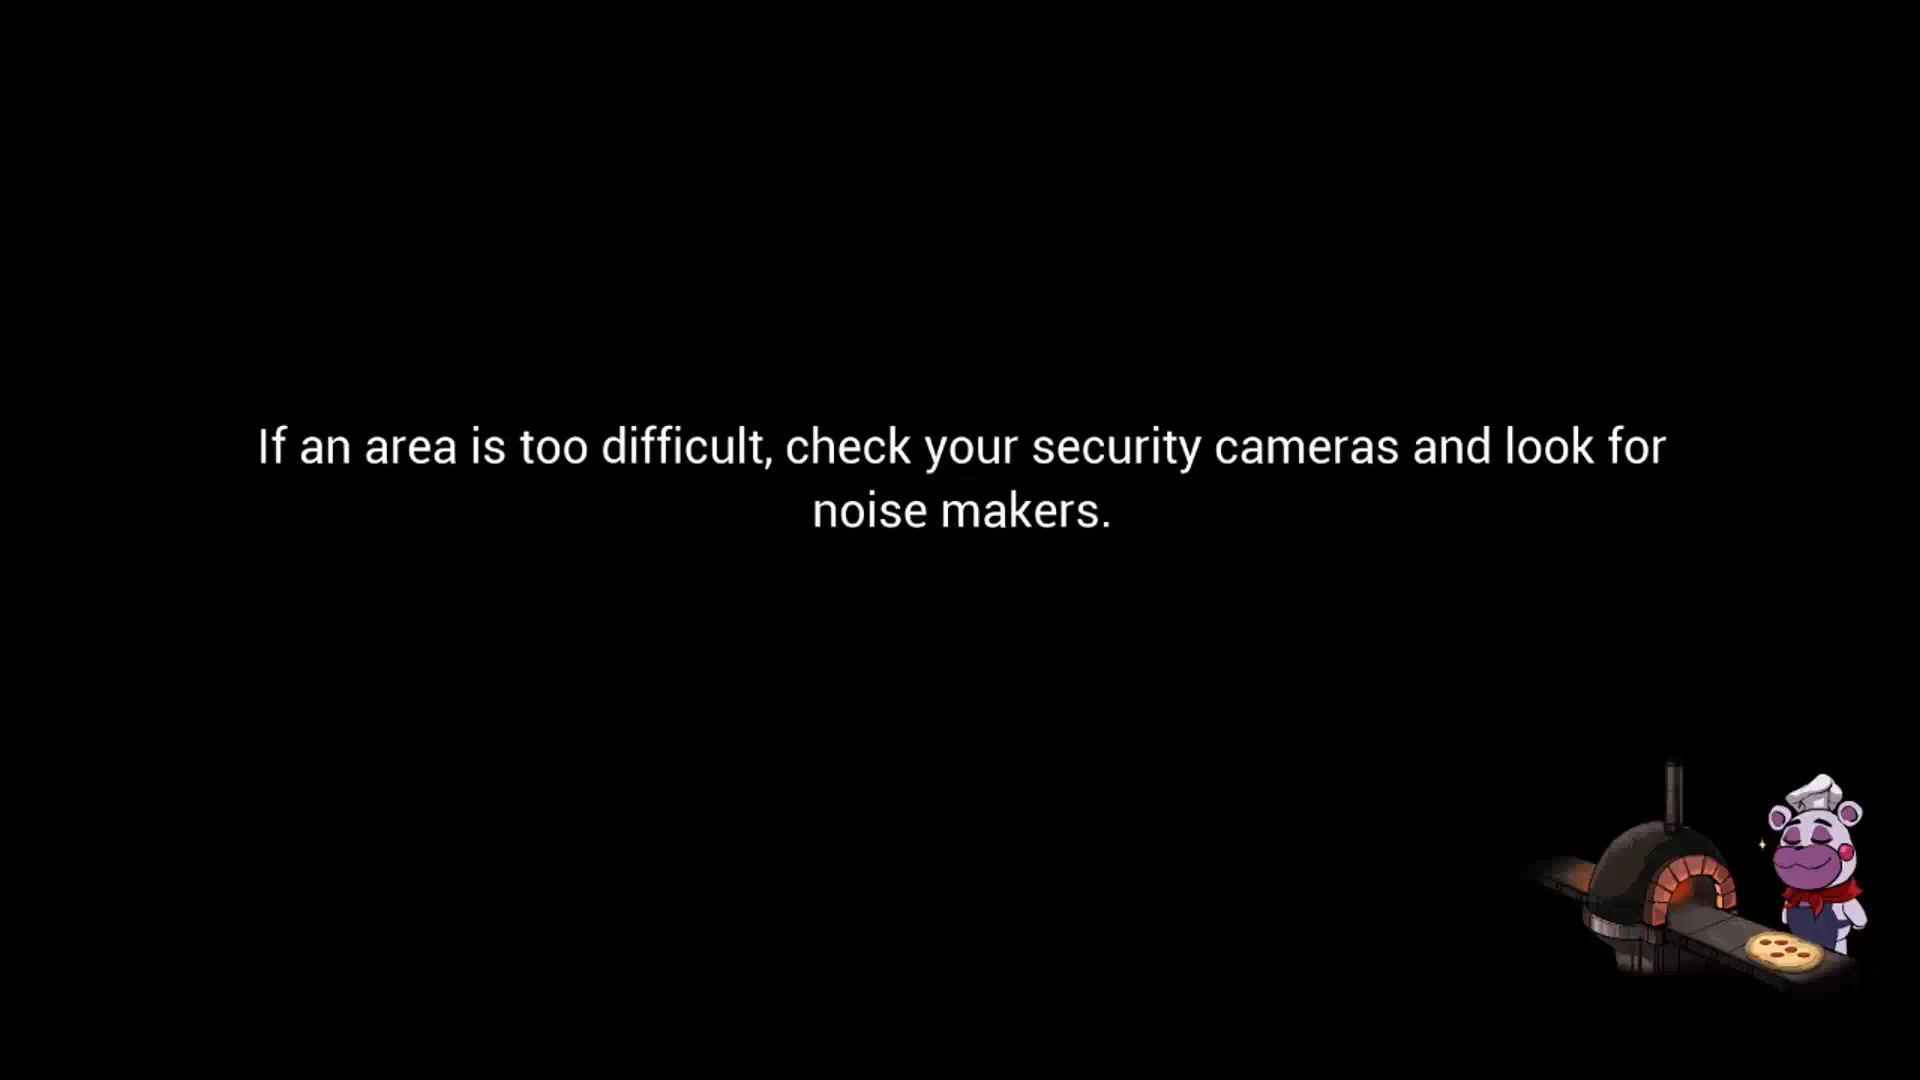 If an area is too difficult, check your security cameras and look for
noise makers.